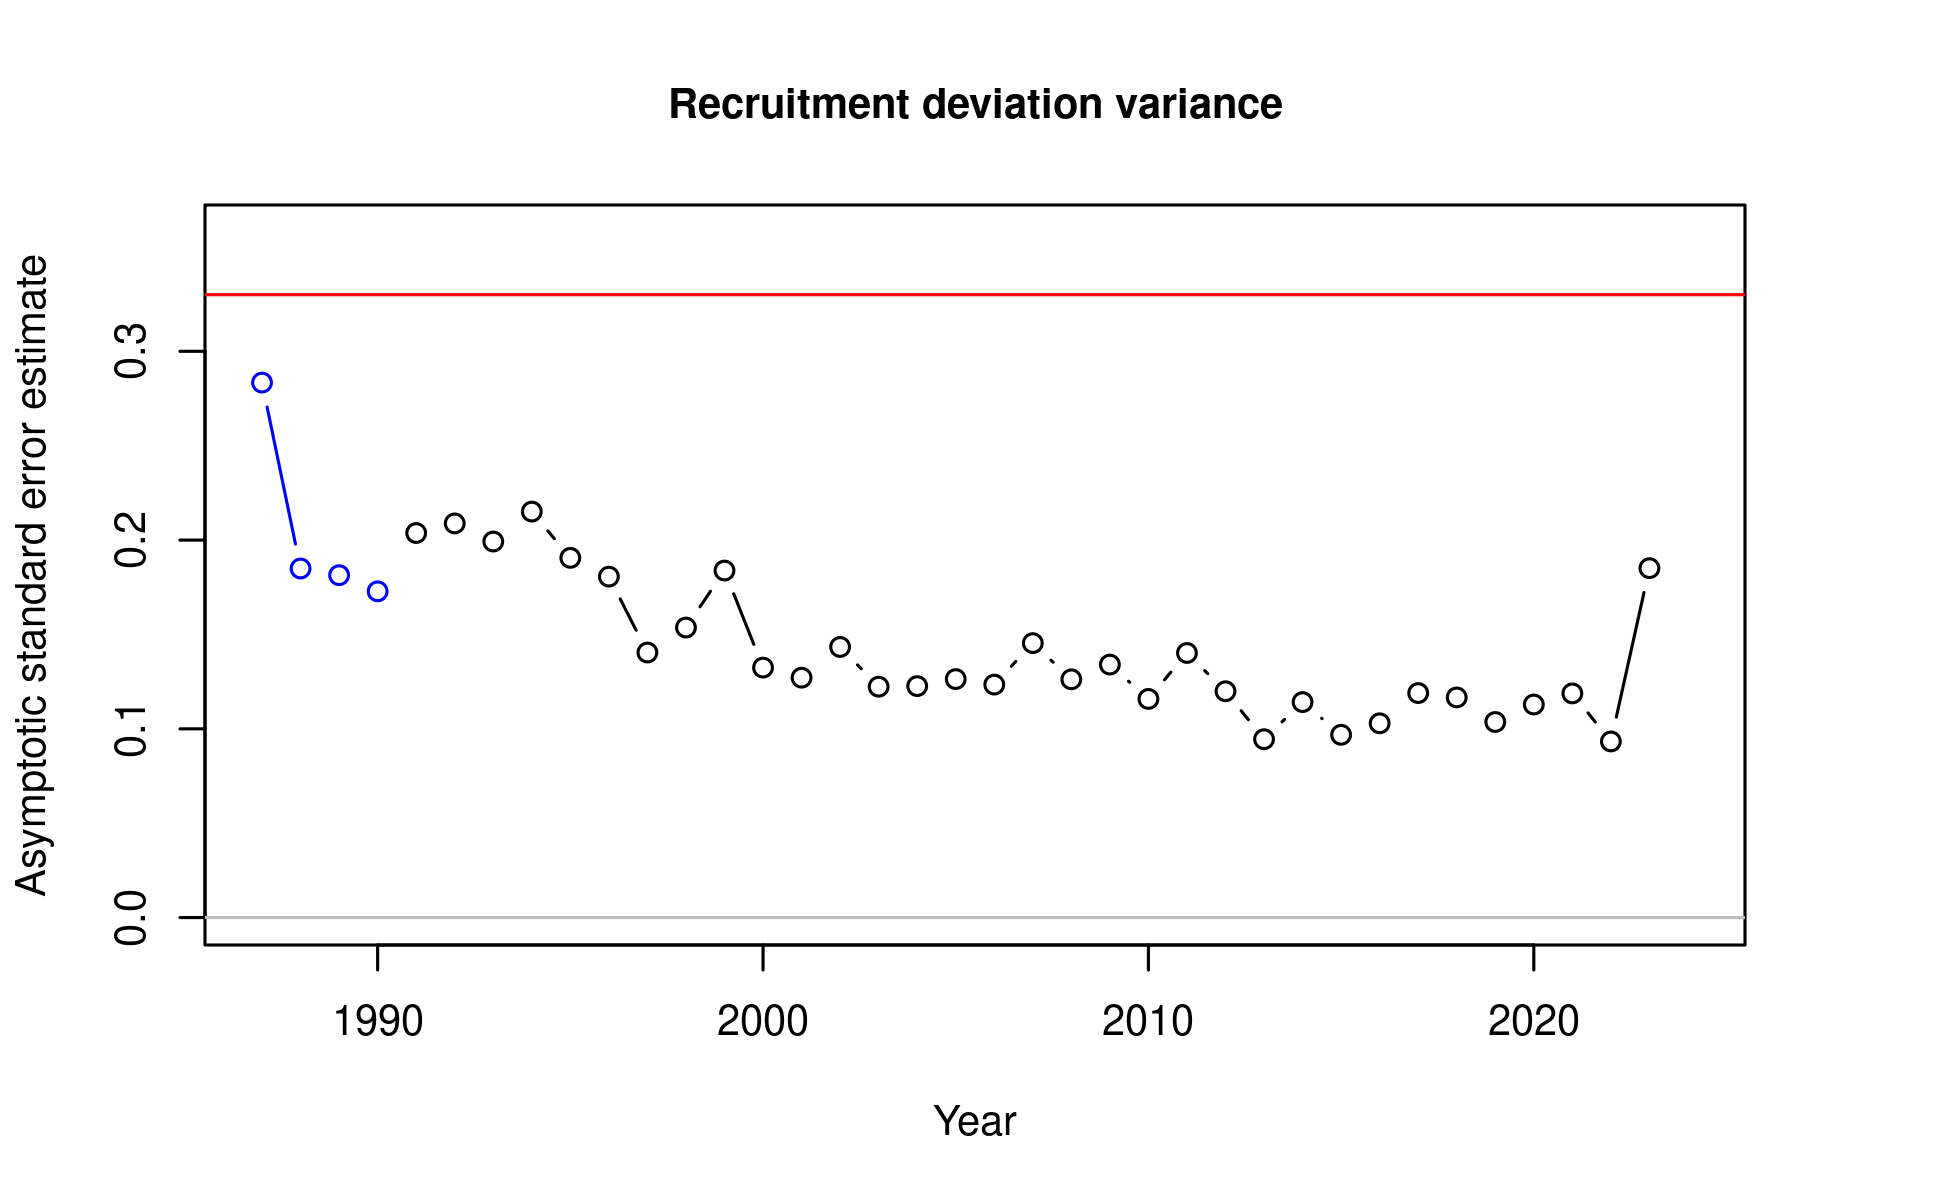 Recruitment deviation variance
Asymptotic standard error estimate
0.3
0.2
0.1
0.0
1990 2000 2010 2020
Year